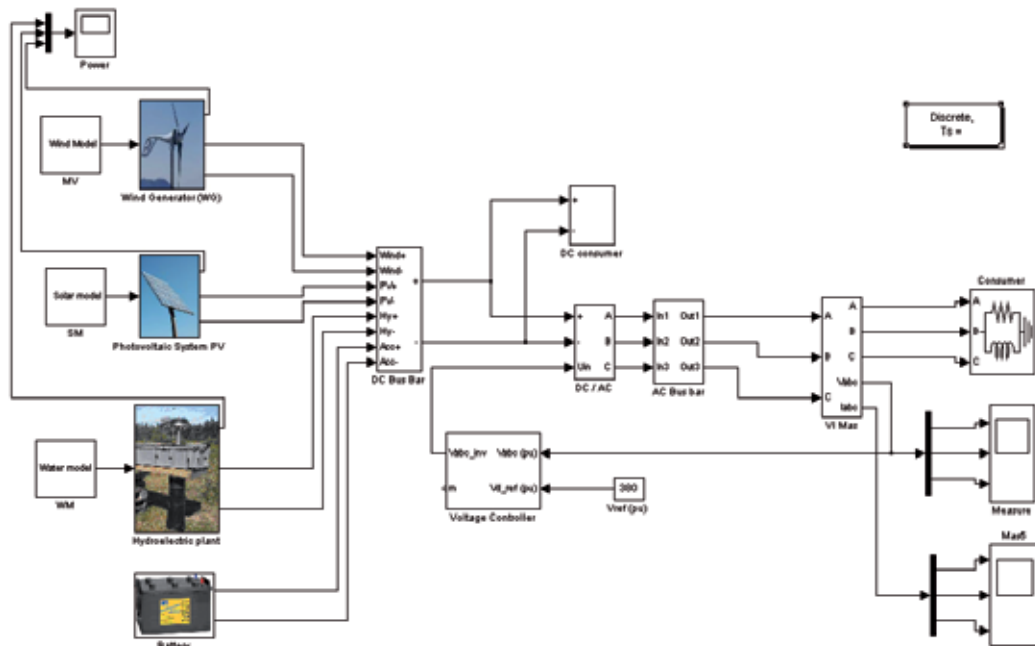 Power
Wind Model
MV
Wind Generator (WG)
Discrete,
Ts =
Solar model
SM
Photovoltaic System PV
Wind+
Wind-
PV+
PV-
Hy+
Hy-
Acc+
Acc-
+
-
DC Bus Bar
+
-
DC consumer
+
-
Uin
A
B
C
DC / AC
In1
In2
In3
Out1
Out2
Out3
AC Bus bar
A
B
C
A
B
C
Vabc
Iabc
VI Mas
Consumer
A
B
C
Water model
WM
Hydroelectric plant
Vabc_inv
m
Vabc (pu)
Vd_ref (pu)
Voltage Controller
380
Vref (pu)
Measure
Mas5
Battery